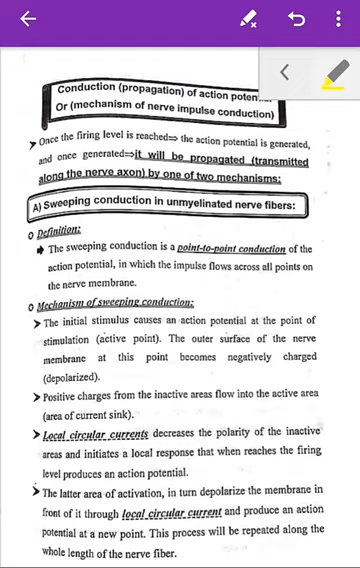 Conduction (propagation) of action poten
Or (mechanism of nerve impulse conduction)
➤ Once the firing level is reached⇒ the action potential is generated,
and once generated⇒it will be propagated (transmitted
along the nerve axon) by one of two mechanisms:
A) Sweeping conduction in unmyelinated nerve fibers:
o Definition:
➔ The sweeping conduction is a point-to-point conduction of the
action potential, in which the impulse flows across all points on
the nerve membrane.
o Mechanism of sweeping conduction:
➤ The initial stimulus causes an action potential at the point of
stimulation (active point). The outer surface of the nerve
membrane at this point becomes negatively charged
(depolarized).
➤ Positive charges from the inactive areas flow into the active area
(area of current sink).
➤ Local circular currents decreases the polarity of the inactive
areas and initiates a local response that when reaches the firing
level produces an action potential.
➤ The latter area of activation, in turn depolarize the membrane in
front of it through local circular current and produce an action
potential at a new point. This process will be repeated along the
whole length of the nerve fiber.